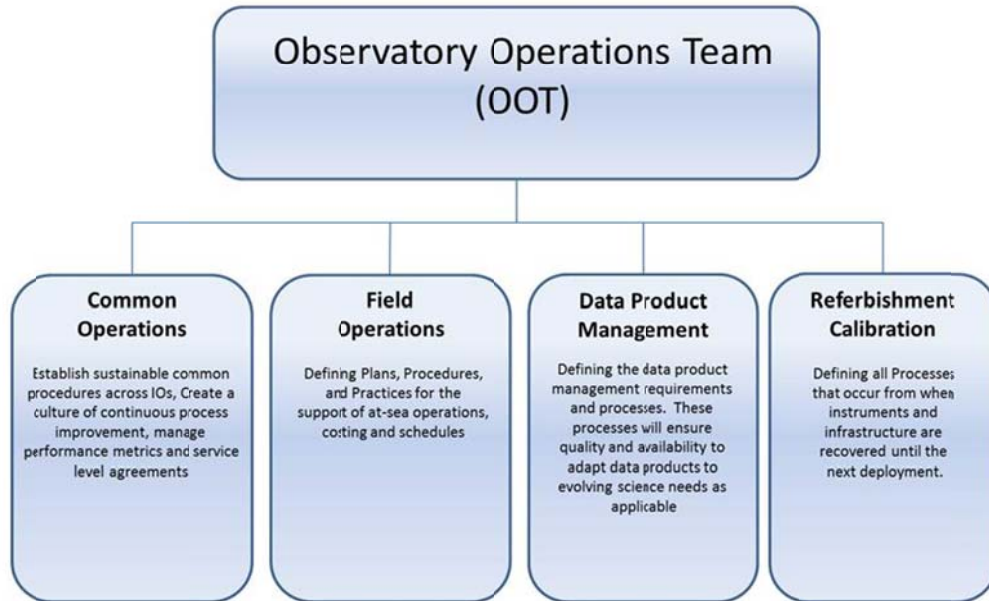 Observatory Operations Team
(OOT)
Common
Operations
Establish sustainable common
procedures across IOs, Create a
culture of continuous process
improvement, manage
performance metrics and service
level agreements
Field
Operations
Defining Plans, Procedures,
and Practices for the
support of at-sea operations,
costing and schedules
Data Product
Management
Defining the data product
management requirements
and processes.  These
processes will ensure
quality and availability to
adapt data products to
evolving science needs as
applicable
Referbishment
Calibration
Defining all Processes
that occur from when
instruments and
infrastructure are
recovered until the
next deployment.